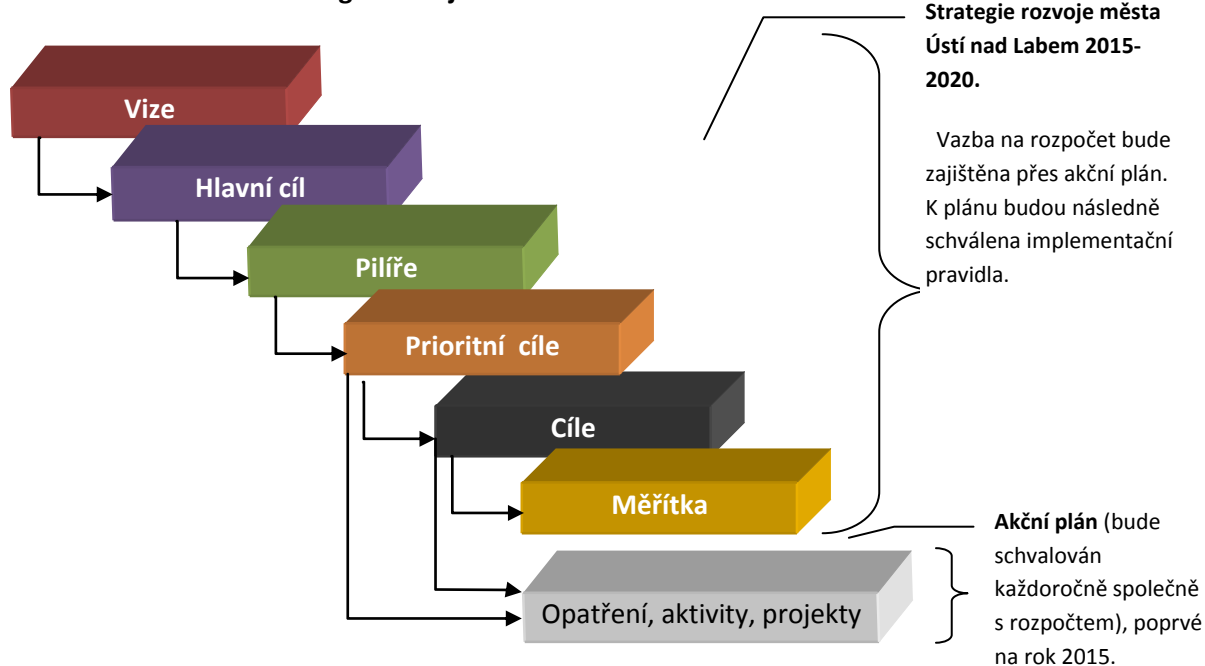 Strategie rozvoje města
Ústí nad Labem 2015-
2020.
Vazba na rozpočet bude
zajištěna přes akční plán.
K plánu budou následně
schválena implementační
pravidla.
Vize
Hlavní cíl
Pilíře
Prioritní cíle
Cíle
Měřítka
Opatření, aktivity, projekty
Akční plán (bude
schvalován
každoročně společně
s rozpočtem), poprvé
na rok 2015.